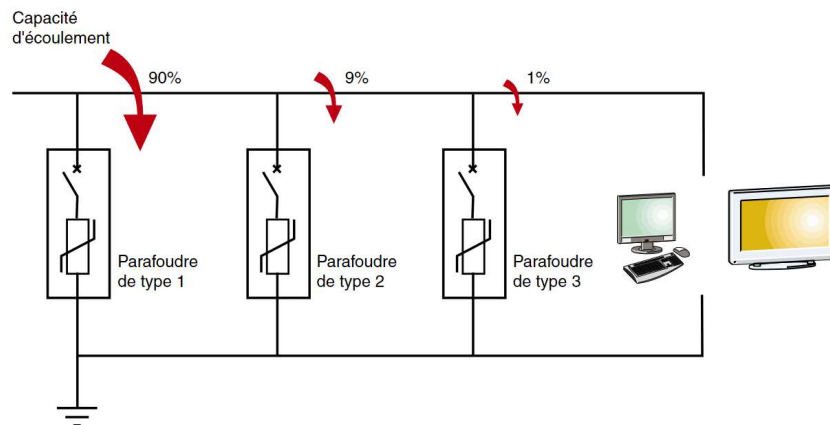 Capacité
d'écoulement
90%
9%
1%
Parafoudre
de type 1
Parafoudre
de type 2
Parafoudre
de type 3